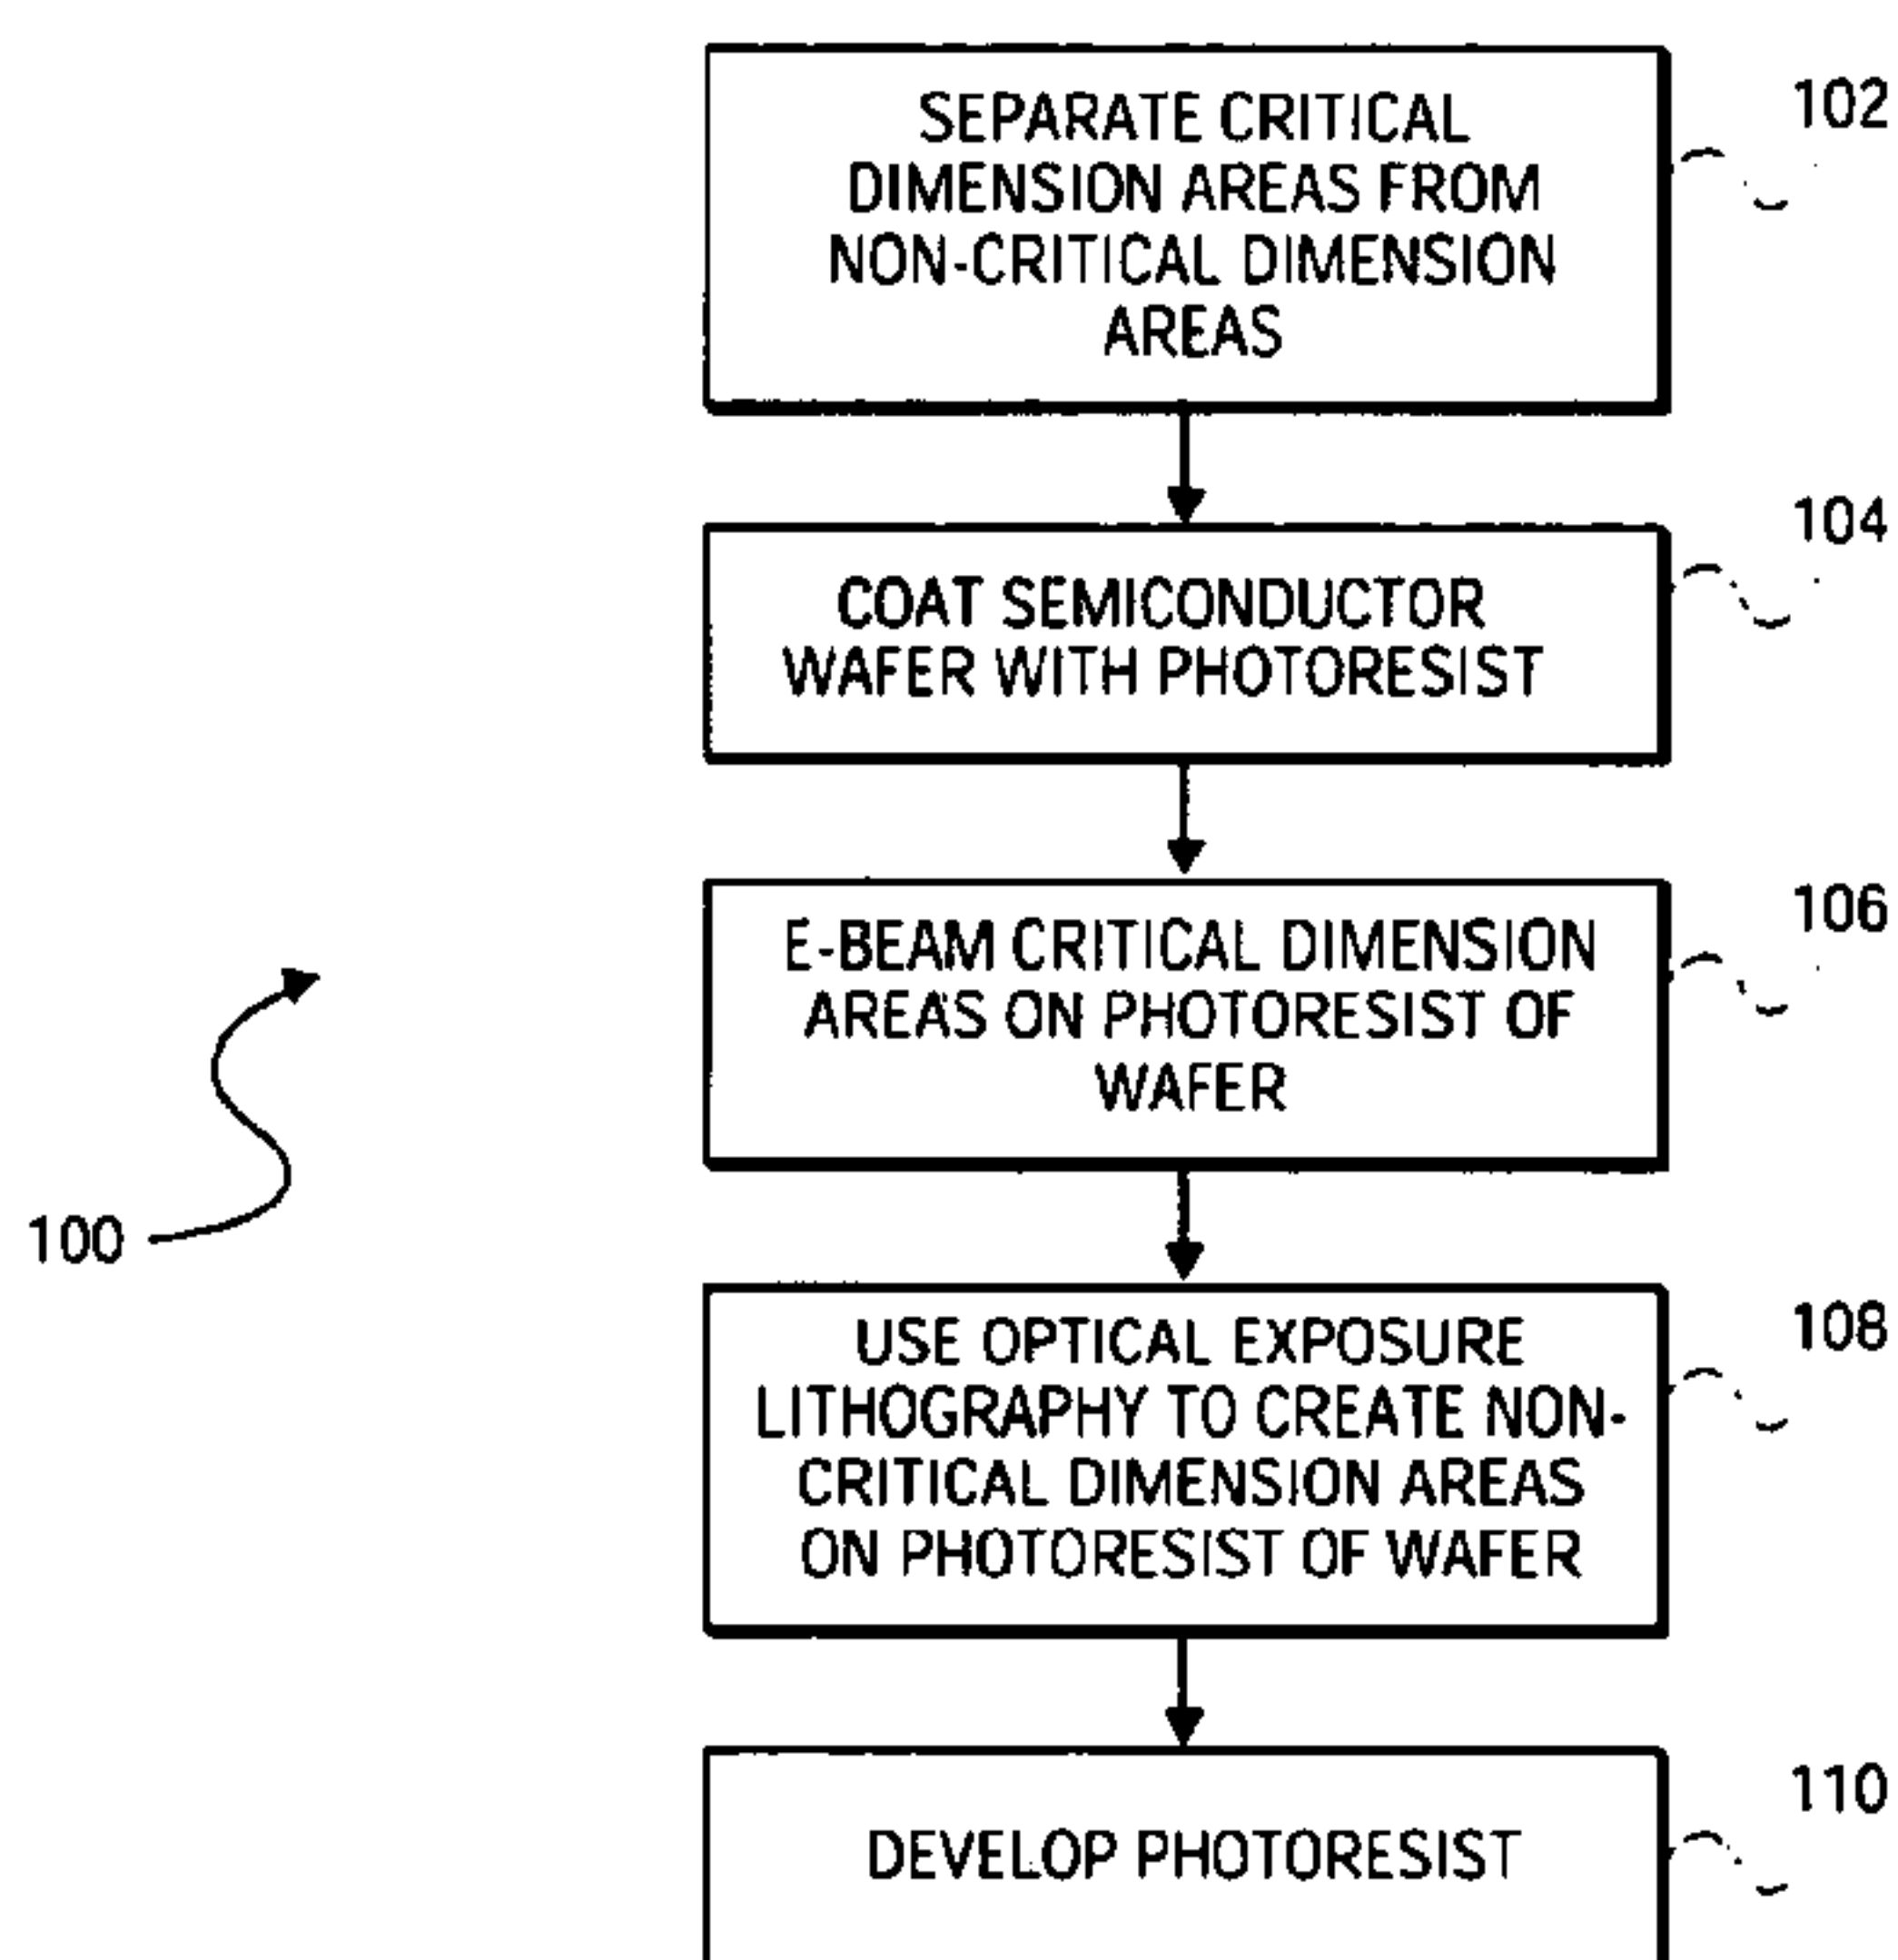 SEPARATE CRITICAL
DIMENSION AREAS FROM
NON-CRITICAL DIMENSION
AREAS
102
COAT SEMICONDUCTOR
WAFER WITH PHOTORESIST
104
E-BEAM CRITICAL DIMENSION
AREAS ON PHOTORESIST OF
WAFER
106
100
USE OPTICAL EXPOSURE
LITHOGRAPHY TO CREATE NON-
CRITICAL DIMENSION AREAS
ON PHOTORESIST OF WAFER
108
DEVELOP PHOTORESIST
110